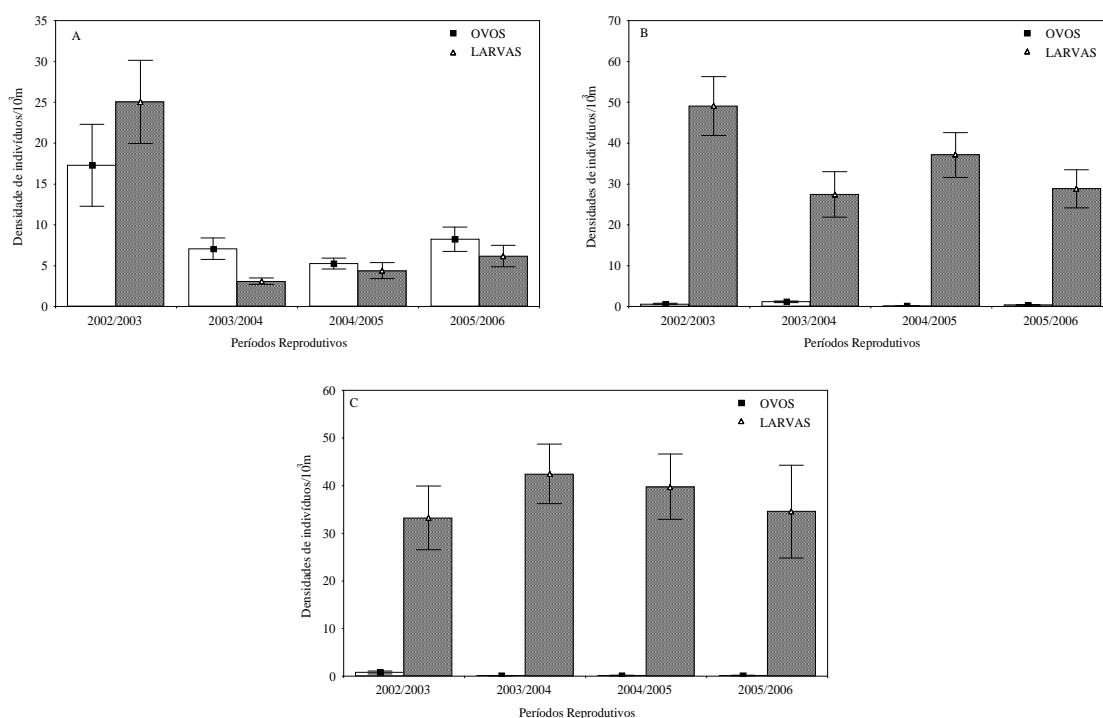 A
OVOS
LARVAS
Densidade de indivíduos/10³m
35
30
25
20
15
10
5
0
2002/2003 2003/2004 2004/2005 2005/2006
Períodos Reprodutivos
B
OVOS
LARVAS
Densidades de indivíduos/10³m
70
60
50
40
30
20
10
0
2002/2003 2003/2004 2004/2005 2005/2006
Períodos Reprodutivos
C
OVOS
LARVAS
Densidades de indivíduos/10³m
60
50
40
30
20
10
0
2002/2003 2003/2004 2004/2005 2005/2006
Períodos Reprodutivos